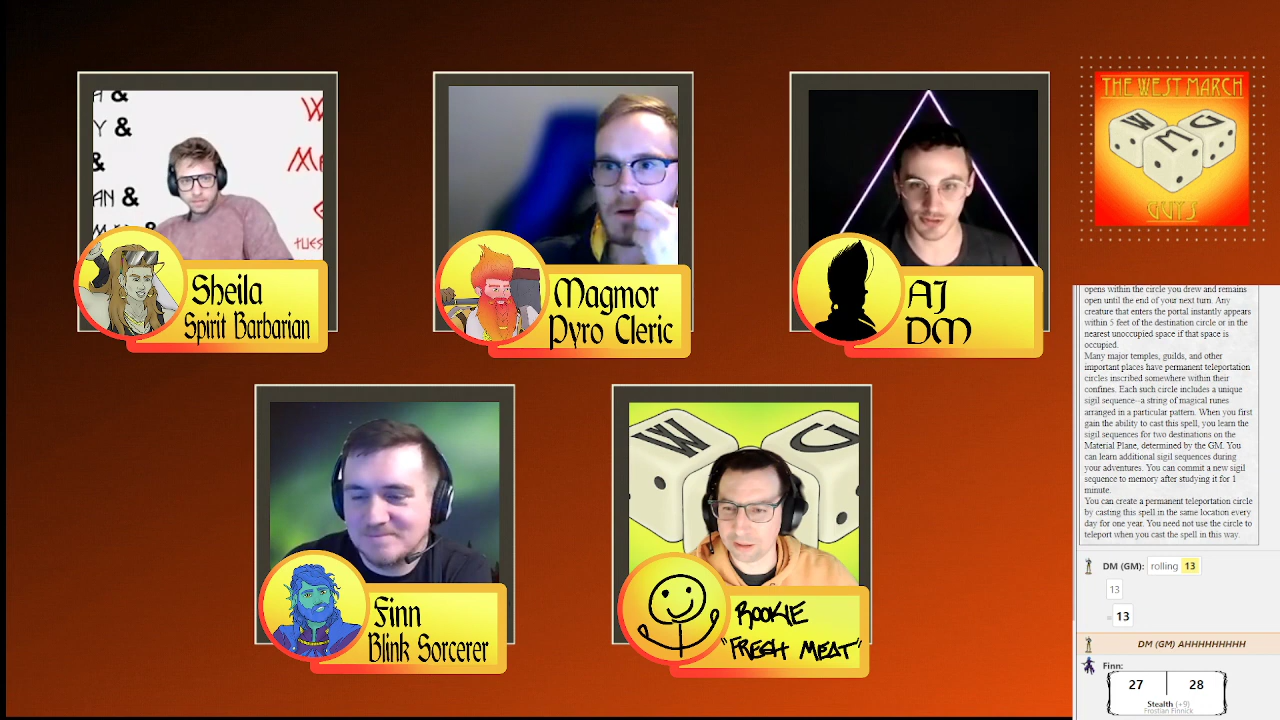 A &
Y &
&
AN &
&
W
TUES
Sheila
Spirit Barbarian
Magmor
Pyro Cleric
AJ
DM
THE WEST MARCH
W M G
GUYS
W
G
Finn
Blink Sorcerer
ROOKIE
"FRESH MEAT"
opens within the circle you drew and remains
open until the end of your next turn. Any
creature that enters the portal instantly appears
within 5 feet of the destination circle or in the
nearest unoccupied space if that space is
occupied.
Many major temples, guilds, and other
important places have permanent teleportation
circles inscribed somewhere within their
confines. Each such circle includes a unique
sigil sequence--a string of magical runes
arranged in a particular pattern. When you first
gain the ability to cast this spell, you learn the
sigil sequences for two destinations on the
Material Plane, determined by the GM. You
can learn additional sigil sequences during
your adventures. You can commit a new sigil
sequence to memory after studying it for 1
minute.
You can create a permanent teleportation circle
by casting this spell in the same location every
day for one year. You need not use the circle to
teleport when you cast the spell in this way.
DM (GM): rolling 13
13
=13
DM (GM) AHHHHHHHHH
Finn:
27 28
Stealth (+9)
Frostian Finnick